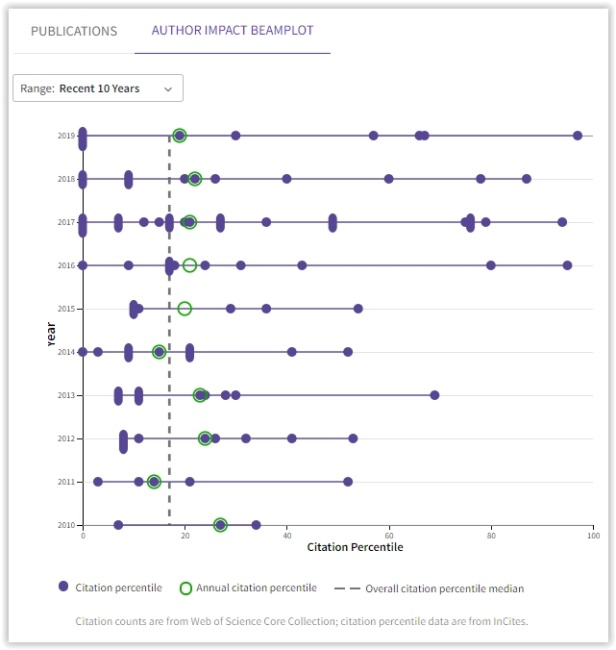 PUBLICATIONS
AUTHOR IMPACT BEAMPLOT
Range: Recent 10 Years
2019
2018
2017
2016
2015
2014
2013
2012
2011
2010
Year
0 20 40 60 80 100
Citation Percentile
Citation percentile Annual citation percentile Overall citation percentile median
Citation counts are from Web of Science Core Collection; citation percentile data are from InCites.